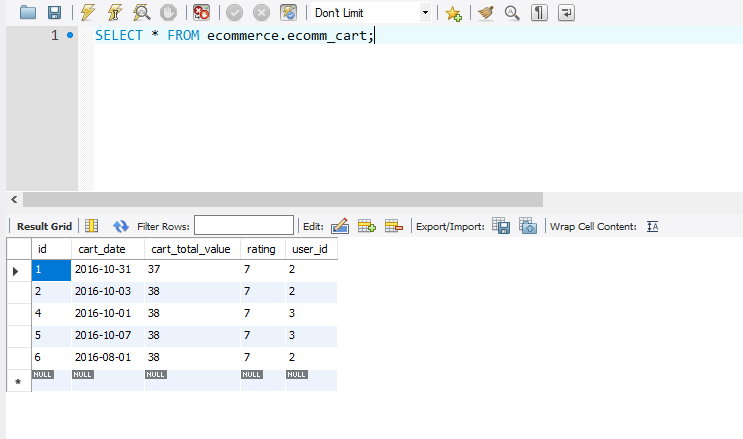 Don't Limit
1 SELECT * FROM ecommerce.ecomm_cart;
Result Grid Filter Rows: Edit: Export/Import: Wrap Cell Content:
id cart_date cart_total_value rating user_id
1 2016-10-31 37 7 2
2 2016-10-03 38 7 2
4 2016-10-01 38 7 3
5 2016-10-07 38 7 3
6 2016-08-01 38 7 2
* NULL NULL NULL NULL NULL